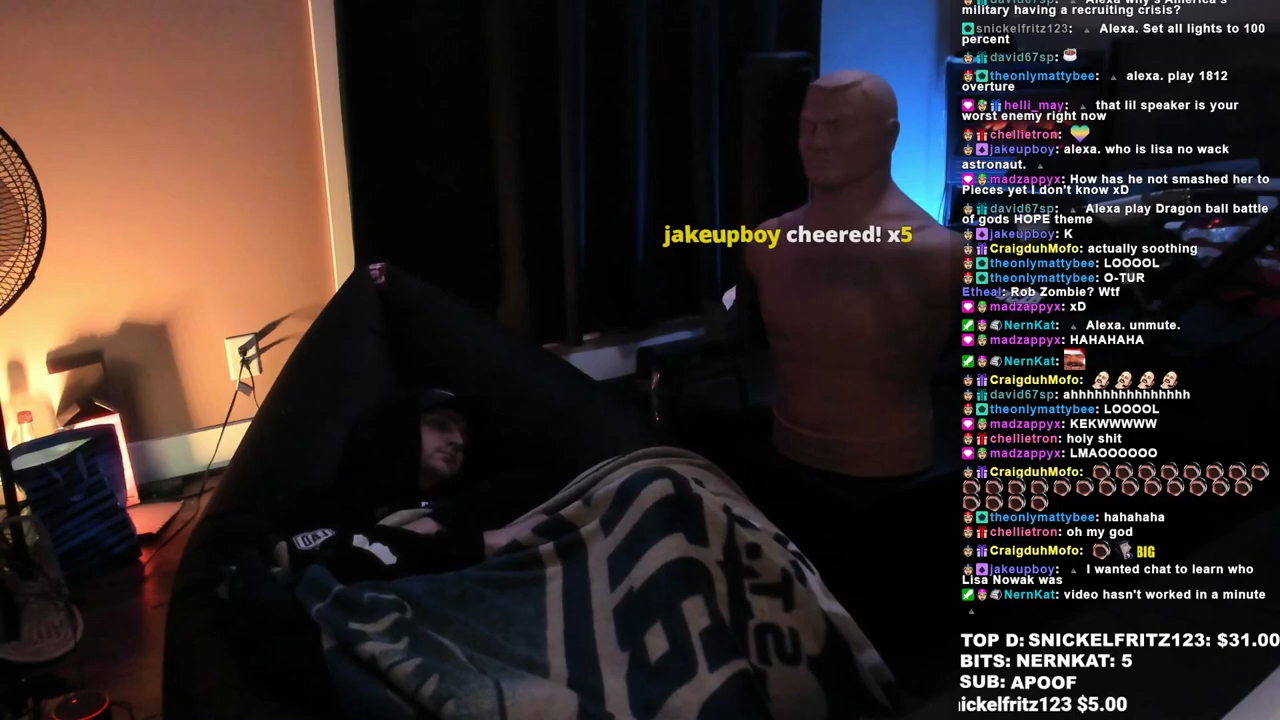 david67sp: Alexa why's America's
military having a recruiting crisis?
snickelfritz123: Alexa. Set all lights to 100
percent
david67sp:
theonlymattybee: alexa. play 1812
overture
helli_may: that lil speaker is your
worst enemy right now
chellietron:
jakeupboy: alexa. who is lisa no wack
astronaut.
madzappyx: How has he not smashed her to
Pieces yet I don't know xD
david67sp: Alexa play Dragon ball battle
of gods HOPE theme
jakeupboy: K
jakeupboy cheered! x5
CraigduhMofo: actually soothing
theonlymattybee: LOOOOL
theonlymattybee: O-TUR
Etheal: Rob Zombie? Wtf
madzappyx: xD
NernKat: Alexa. unmute.
madzappyx: HAHAHAHA
NernKat:
CraigduhMofo:
david67sp: ahhhhhhhhhhhhhhh
theonlymattybee: LOOOOL
madzappyx: KEKWWWWW
chellietron: holy shit
madzappyx: LMAOOOOOO
CraigduhMofo:
theonlymattybee: hahahaha
chellietron: oh my god
CraigduhMofo: BIG
jakeupboy: I wanted chat to learn who
Lisa Nowak was
NernKat: video hasn't worked in a minute
TOP D: SNICKELFRITZ123: $31.00
BITS: NERNKAT: 5
SUB: APOOF
nickelfritz123 $5.00